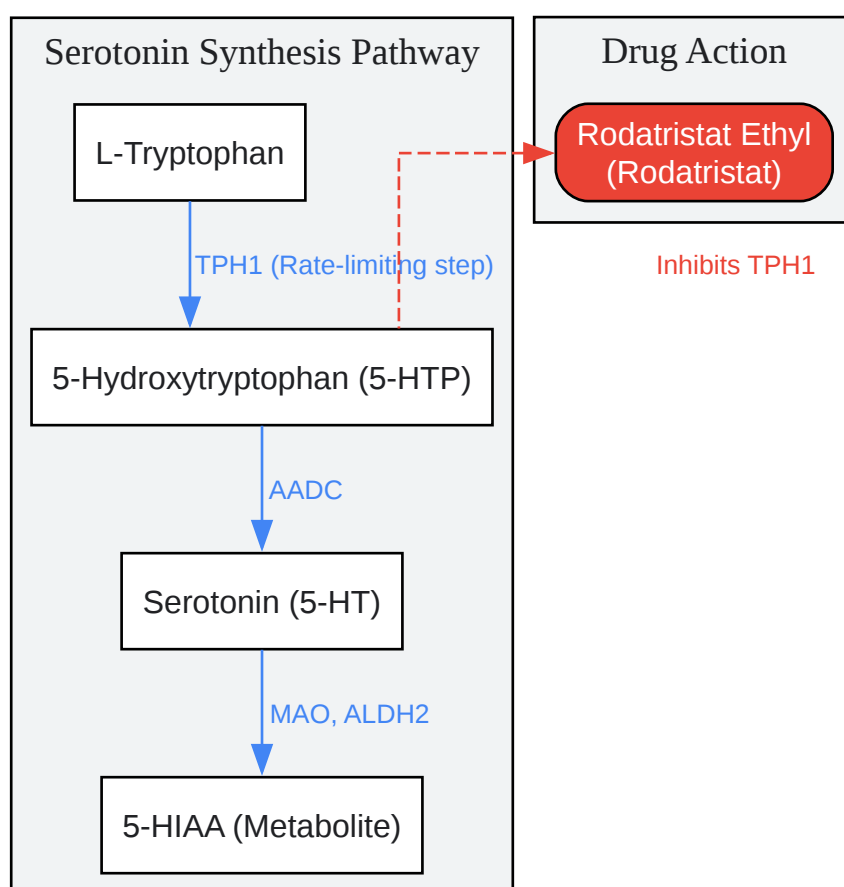 Serotonin Synthesis Pathway
L-Tryptophan
TPH1 (Rate-limiting step)
5-Hydroxytryptophan (5-HTP)
AADC
Serotonin (5-HT)
MAO, ALDH2
5-HIAA (Metabolite)
Drug Action
Rodatristat Ethyl
(Rodatristat)
Inhibits TPH1